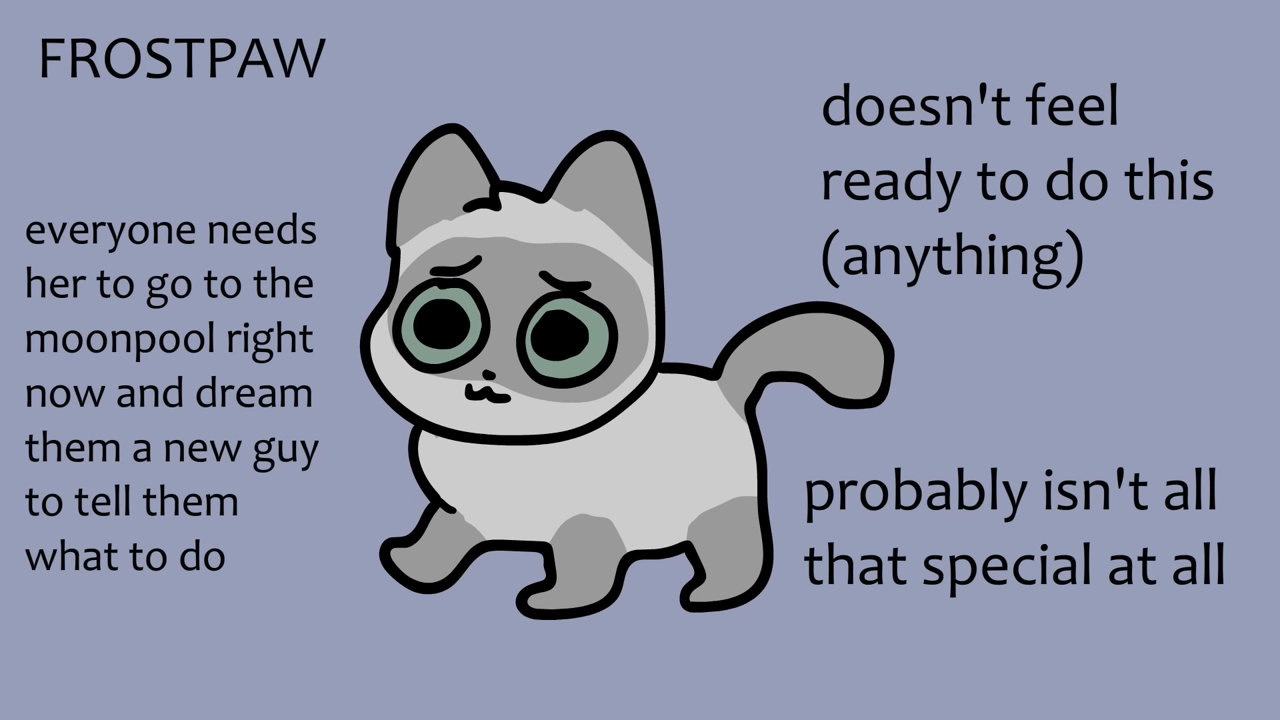 FROSTPAW
everyone needs
her to go to the
moonpool right
now and dream
them a new guy
to tell them
what to do
doesn't feel
ready to do this
(anything)
probably isn't all
that special at all